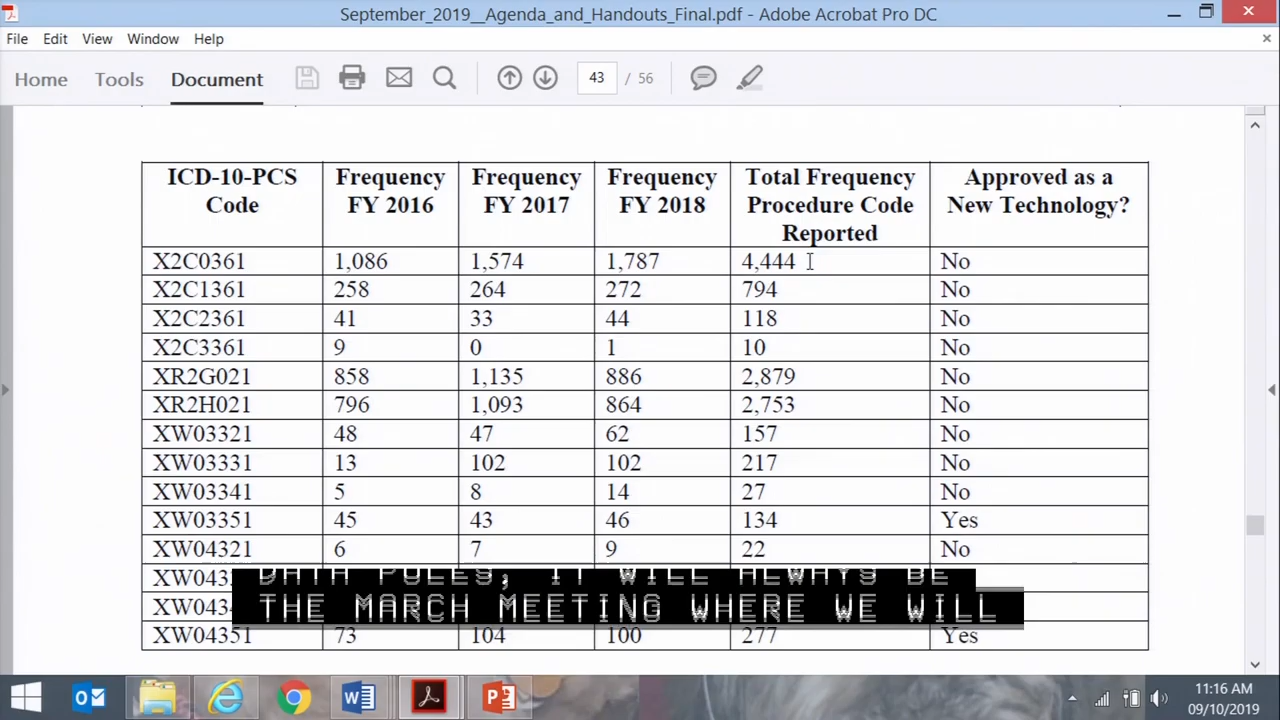 September_2019__Agenda_and_Handouts_Final.pdf - Adobe Acrobat Pro DC
File Edit View Window Help
Home Tools Document 43 / 56
ICD-10-PCS Code Frequency FY 2016 Frequency FY 2017 Frequency FY 2018 Total Frequency Procedure Code Reported Approved as a New Technology?
X2C0361 1,086 1,574 1,787 4,444 No
X2C1361 258 264 272 794 No
X2C2361 41 33 44 118 No
X2C3361 9 0 1 10 No
XR2G021 858 1,135 886 2,879 No
XR2H021 796 1,093 864 2,753 No
XW03321 48 47 62 157 No
XW03331 13 102 102 217 No
XW03341 5 8 14 27 No
XW03351 45 43 46 134 Yes
XW04321 6 7 9 22 No
XW04351 73 104 100 277 Yes
IT WILL ALWAYS BE
THE MARCH MEETING WHERE WE WILL
11:16 AM
09/10/2019